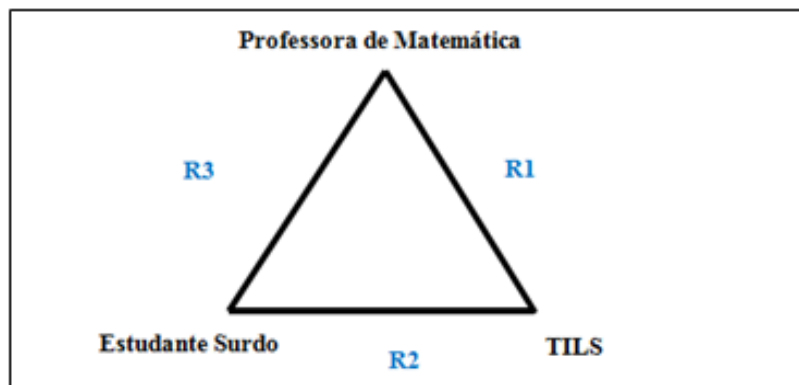 Professora de Matemática
R3
R1
Estudante Surdo
R2
TILS